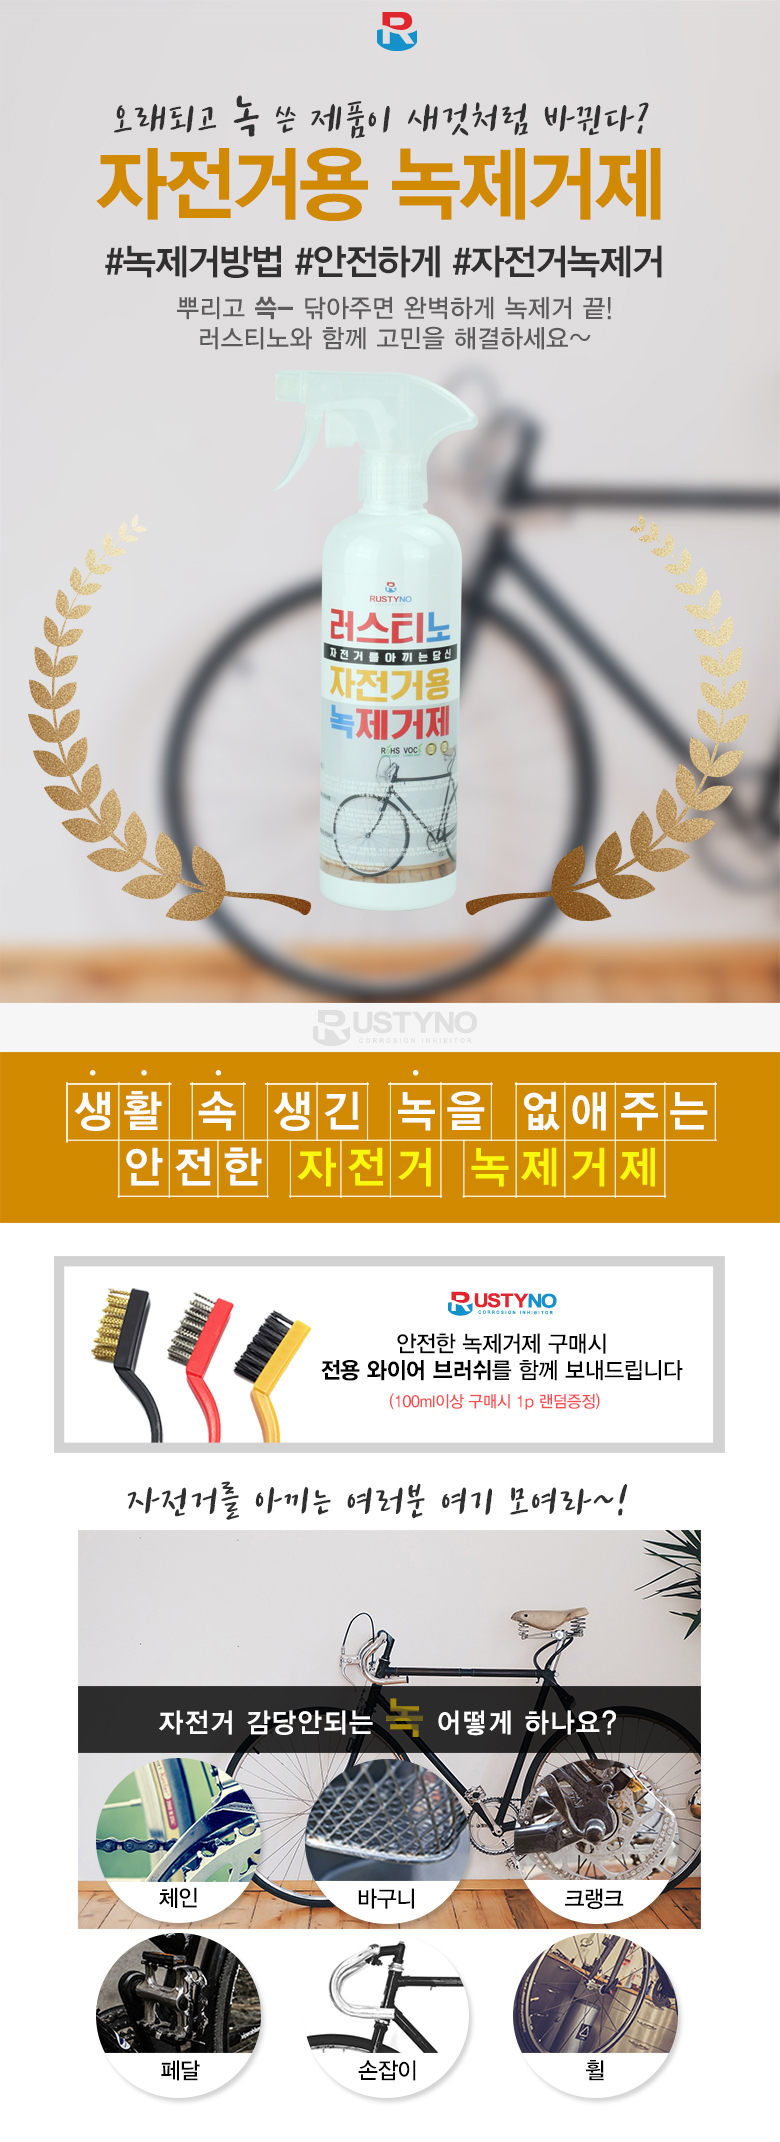 오래되고 녹 쓴 제품이 새것처럼 바뀐다?
자전거용 녹제거제
#녹제거방법 #안전하게 #자전거녹제거
뿌리고 쓱- 닦아주면 완벽하게 녹제거 끝!
러스티노와 함께 고민을 해결하세요~
RUSTYNO
러스티노
자전거를아끼는당신
자전거용
녹제거제
RoHS VOC
RUSTYNO
CORROSION INHIBITOR
생활 속 생긴 녹을 없애주는
안전한 자전거 녹제거제
RUSTYNO
CORROSION INHIBITOR
안전한 녹제거제 구매시
전용 와이어 브러쉬를 함께 보내드립니다
(100ml이상 구매시 1p 랜덤증정)
자전거를 아끼는 여러분 여기 모여라~!
자전거 감당안되는 녹 어떻게 하나요?
체인
바구니
크랭크
페달
손잡이
휠